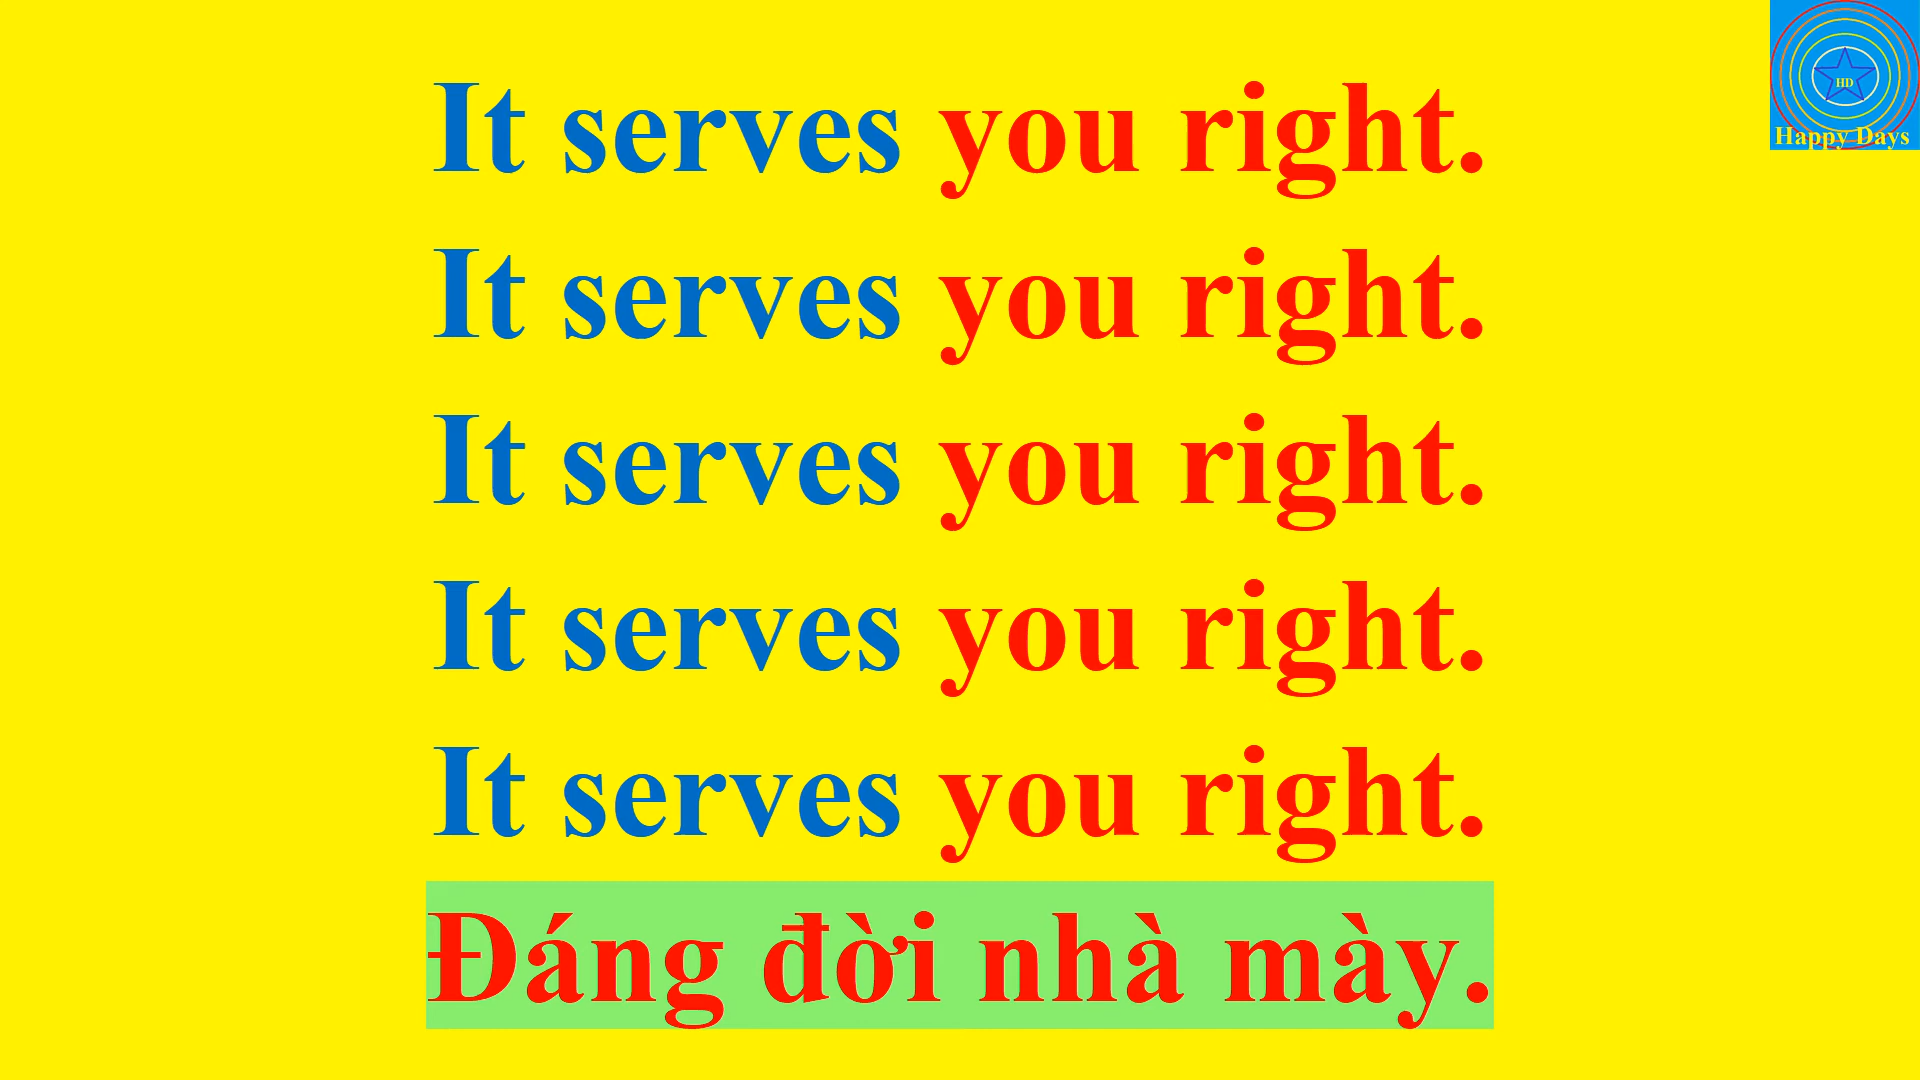 It serves you right.
It serves you right.
It serves you right.
It serves you right.
It serves you right.
Đáng đời nhà mày.
HD
Happy Days